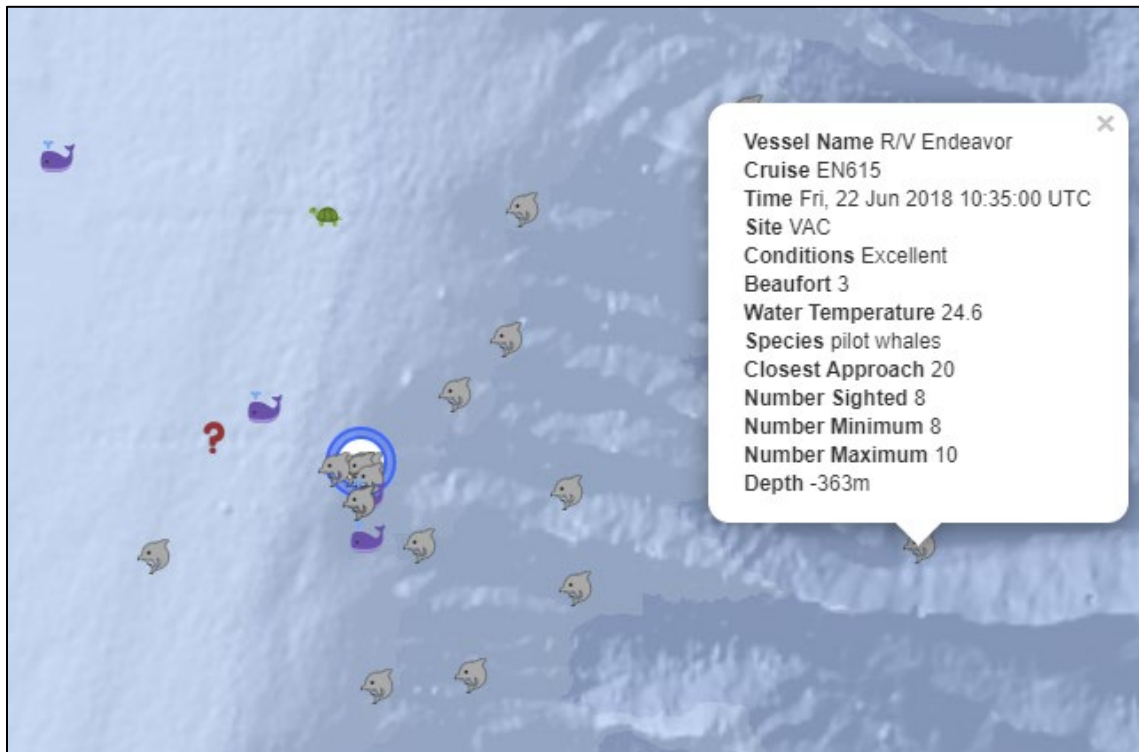 Vessel Name R/V Endeavor
Cruise EN615
Time Fri, 22 Jun 2018 10:35:00 UTC
Site VAC
Conditions Excellent
Beaufort 3
Water Temperature 24.6
Species pilot whales
Closest Approach 20
Number Sighted 8
Number Minimum 8
Number Maximum 10
Depth -363m
?